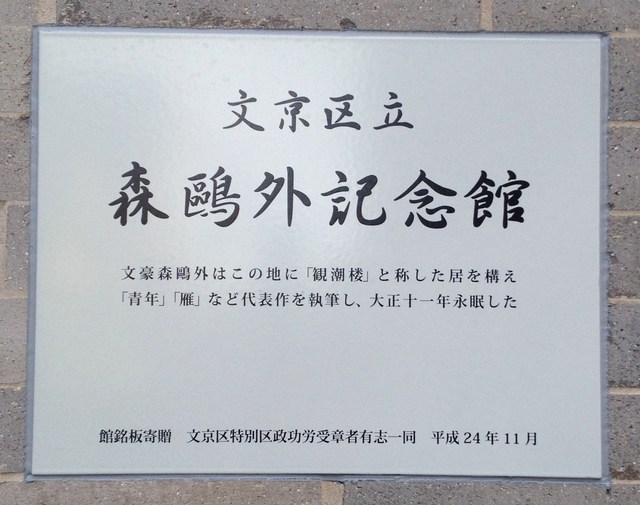 文京区立
森鷗外記念館
文豪森鷗外はこの地に「観潮楼」と称した居を構え
「青年」「雁」など代表作を執筆し、大正十一年永眠した
館銘板寄贈　文京区特別区政功労受章者有志一同　平成24年11月